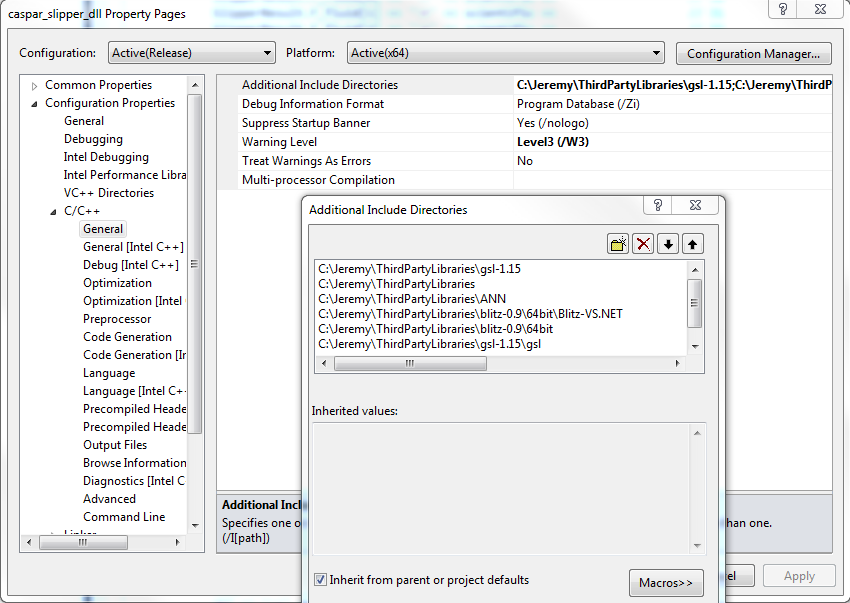 caspar_slipper_dll Property Pages
Configuration: Active(Release) Platform: Active(x64) Configuration Manager...
Common Properties
Configuration Properties
General
Debugging
Intel Debugging
Intel Performance Libra
VC++ Directories
C/C++
General
General [Intel C++]
Debug [Intel C++]
Optimization
Optimization [Intel
Preprocessor
Code Generation
Code Generation [In
Language
Language [Intel C+
Precompiled Heade
Precompiled Heade
Output Files
Browse Information
Diagnostics [Intel C
Advanced
Command Line
Linker
Additional Include Directories C:\Jeremy\ThirdPartyLibraries\gsl-1.15;C:\Jeremy\ThirdP
Debug Information Format Program Database (/Zi)
Suppress Startup Banner Yes (/nologo)
Warning Level Level3 (/W3)
Treat Warnings As Errors No
Multi-processor Compilation
Additional Incl
Specifies one o han one.
(/I[path])
el Apply
Additional Include Directories
C:\Jeremy\ThirdPartyLibraries\gsl-1.15
C:\Jeremy\ThirdPartyLibraries
C:\Jeremy\ThirdPartyLibraries\ANN
C:\Jeremy\ThirdPartyLibraries\blitz-0.9\64bit\Blitz-VS.NET
C:\Jeremy\ThirdPartyLibraries\blitz-0.9\64bit
C:\Jeremy\ThirdPartyLibraries\gsl-1.15\gsl
Inherited values:
Inherit from parent or project defaults
Macros>>